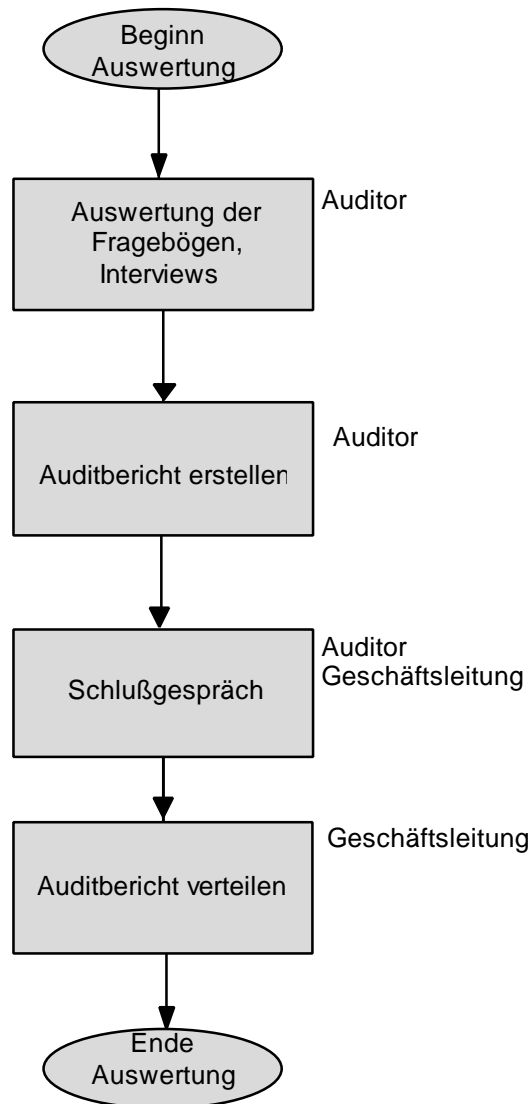 Beginn
Auswertung
Auswertung der
Fragebögen,
Interviews
Auditor
Auditbericht erstellen
Auditor
Schlußgespräch
Auditor
Geschäftsleitung
Auditbericht verteilen
Geschäftsleitung
Ende
Auswertung